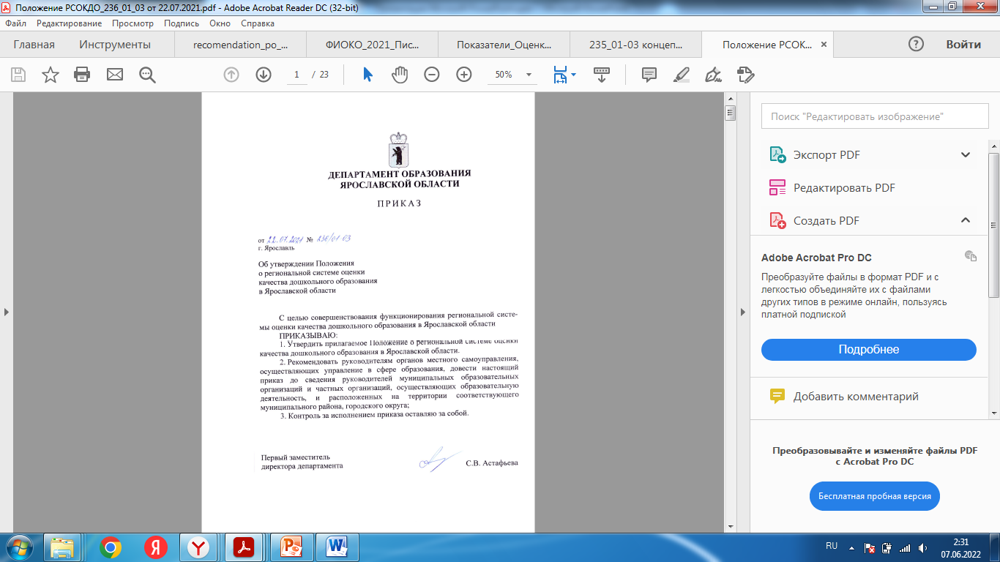 Положение РСОКДО_236_01_03 от 22.07.2021.pdf - Adobe Acrobat Reader DC (32-bit)
Файл Редактирование Просмотр Подпись Окно Справка
Главная Инструменты recomendation_po_... ФИОКО_2021_Пис... Показатели_Оценк... 235_01-03 концеп... Положение РСОК... Войти
1 / 23 50%
ДЕПАРТАМЕНТ ОБРАЗОВАНИЯ
ЯРОСЛАВСКОЙ ОБЛАСТИ
ПРИКАЗ
от 22.07.2021 № 236/01-03
г. Ярославль
Об утверждении Положения
о региональной системе оценки
качества дошкольного образования
в Ярославской области
С целью совершенствования функционирования региональной систе-
мы оценки качества дошкольного образования в Ярославской области
ПРИКАЗЫВАЮ:
1. Утвердить прилагаемое Положение о региональной системе оценки
качества дошкольного образования в Ярославской области.
2. Рекомендовать руководителям органов местного самоуправления,
осуществляющих управление в сфере образования, довести настоящий
приказ до сведения руководителей муниципальных образовательных
организаций и частных организаций, осуществляющих образовательную
деятельность, и расположенных на территории соответствующего
муниципального района, городского округа;
3. Контроль за исполнением приказа оставляю за собой.
Первый заместитель
директора департамента С.В. Астафьева
Поиск "Редактировать изображение"
Экспорт PDF
Редактировать PDF
Создать PDF
Adobe Acrobat Pro DC
Преобразуйте файлы в формат PDF и с
легкостью объединяйте их с файлами
других типов в режиме онлайн, пользуясь
платной подпиской
Подробнее
Добавить комментарий
Преобразовывайте и изменяйте файлы PDF
с Acrobat Pro DC
Бесплатная пробная версия
RU
2:31
07.06.2022